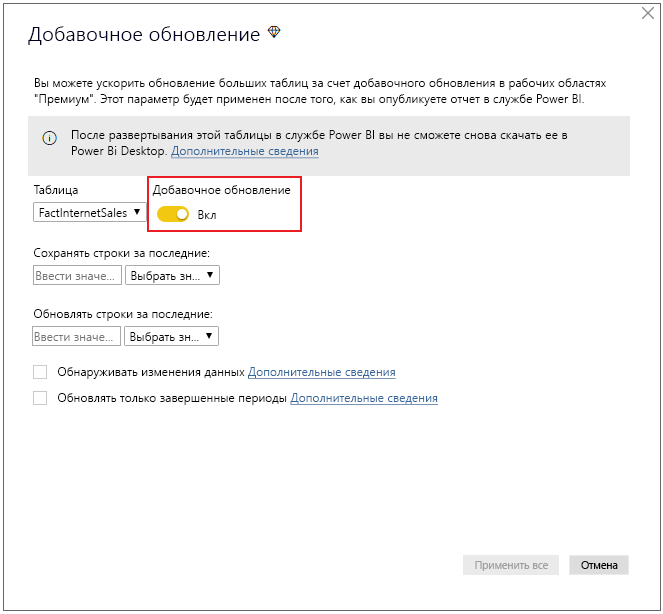 Добавочное обновление
Вы можете ускорить обновление больших таблиц за счет добавочного обновления в рабочих областях
"Премиум". Этот параметр будет применен после того, как вы опубликуете отчет в службе Power BI.
После развертывания этой таблицы в службе Power BI вы не сможете снова скачать ее в
Power Bi Desktop. Дополнительные сведения
Таблица
Добавочное обновление
FactInternetSales
Вкл
Сохранять строки за последние:
Ввести значе... Выбрать зн...
Обновлять строки за последние:
Ввести значе... Выбрать зн...
Обнаруживать изменения данных Дополнительные сведения
Обновлять только завершенные периоды Дополнительные сведения
Применить все Отмена